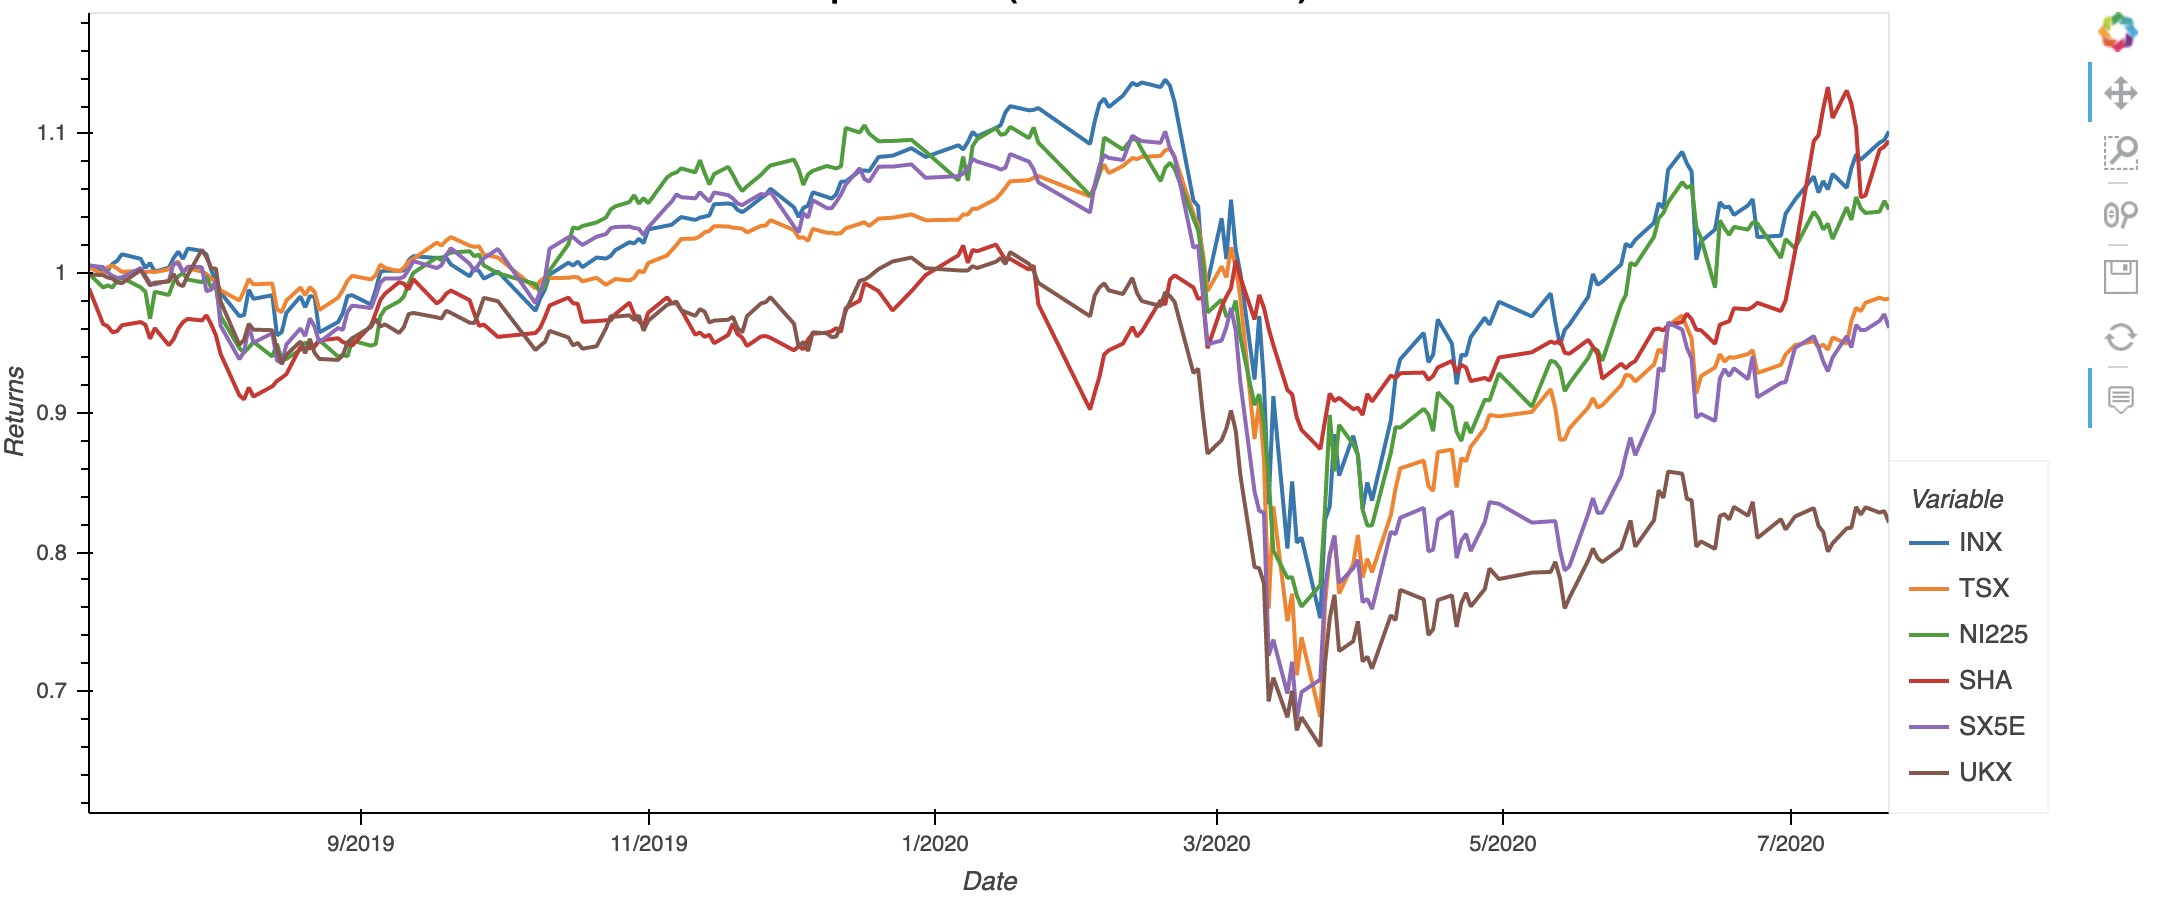 Returns
1.1
1
0.9
0.8
0.7
9/2019
11/2019
1/2020
3/2020
5/2020
7/2020
Date
Variable
INX
TSX
NI225
SHA
SX5E
UKX